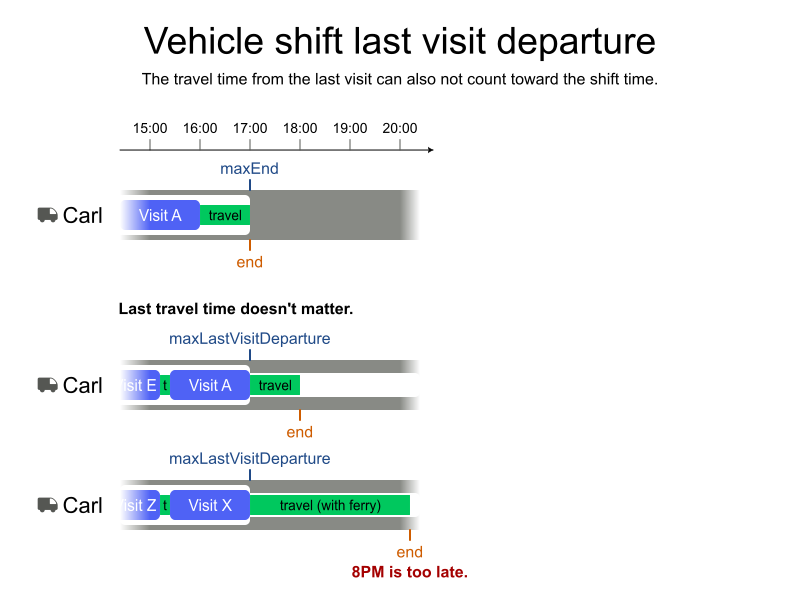 Vehicle shift last visit departure
The travel time from the last visit can also not count toward the shift time.
15:00 16:00 17:00 18:00 19:00 20:00
maxEnd
Carl Visit A travel
end
Last travel time doesn't matter.
maxLastVisitDeparture
Carl isit E t Visit A travel
end
maxLastVisitDeparture
Carl isit Z t Visit X travel (with ferry)
end
8PM is too late.